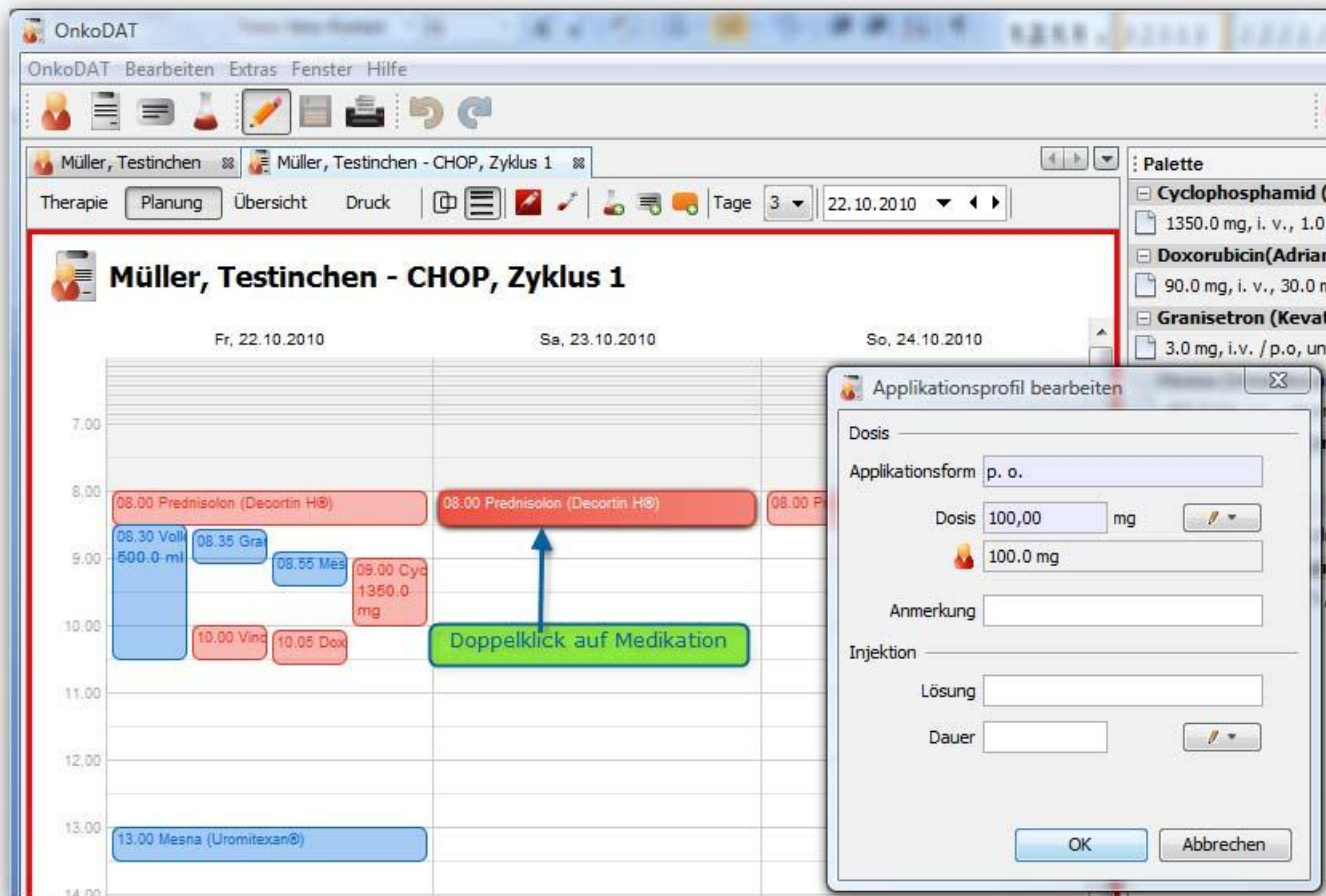 OnkoDAT
OnkoDAT Bearbeiten Extras Fenster Hilfe
Müller, Testinchen Müller, Testinchen - CHOP, Zyklus 1
Therapie Planung Übersicht Druck Tage 3 22.10.2010
Müller, Testinchen - CHOP, Zyklus 1
Fr, 22.10.2010 Sa, 23.10.2010 So, 24.10.2010
7.00
8.00
08.00 Prednisolon (Decortin H®) 08.00 Prednisolon (Decortin H®) 08.00 P
08.30 Voll
500.0 ml
08.35 Gra
08.55 Mes
9.00
09.00 Cyc
1350.0
mg
10.00
10.00 Vinc
10.05 Dox
Doppelklick auf Medikation
11.00
12.00
13.00
13.00 Mesna (Uromitexan®)
14.00
Palette
Cyclophosphamid (
1350.0 mg, i. v., 1.0
Doxorubicin(Adriam
90.0 mg, i. v., 30.0 m
Granisetron (Kevat
3.0 mg, i.v. / p.o, un
Applikationsprofil bearbeiten
Dosis
Applikationsform p. o.
Dosis 100,00 mg
100.0 mg
Anmerkung
Injektion
Lösung
Dauer
OK Abbrechen